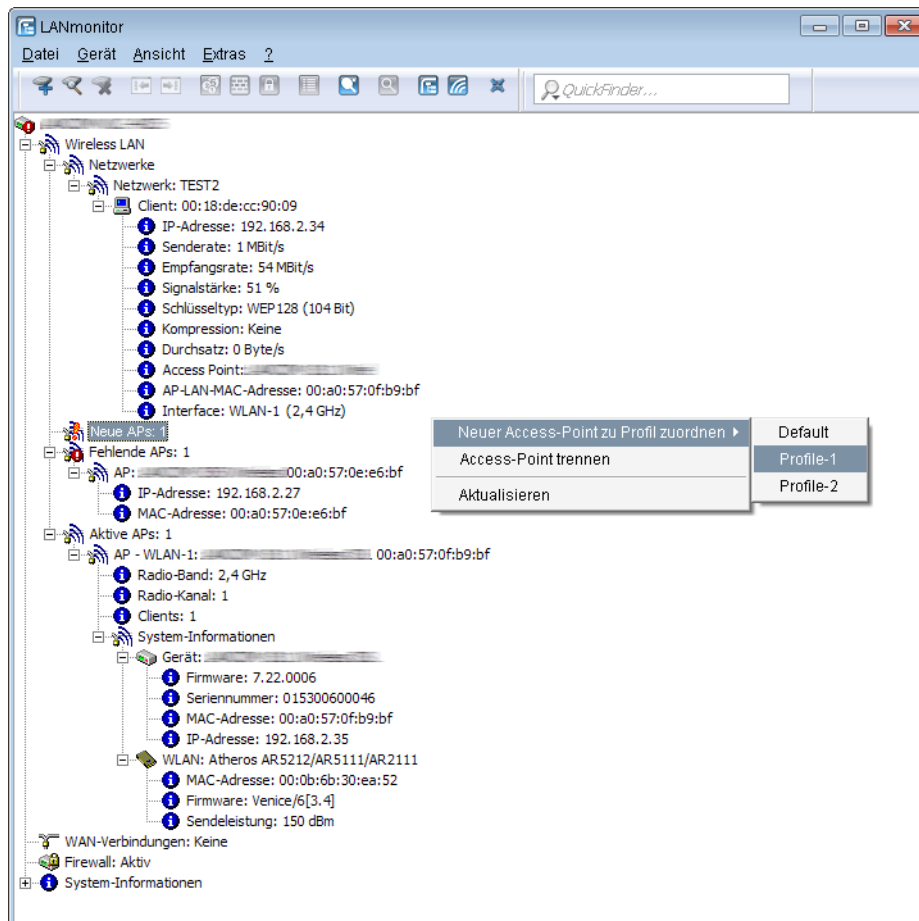 LANmonitor
Datei Gerät Ansicht Extras ?
QuickFinder...
Wireless LAN
Netzwerke
Netzwerk: TEST2
Client: 00:18:de:cc:90:09
IP-Adresse: 192.168.2.34
Senderate: 1 MBit/s
Empfangsrate: 54 MBit/s
Signalstärke: 51 %
Schlüsseltyp: WEP128 (104 Bit)
Kompression: Keine
Durchsatz: 0 Byte/s
Access Point:
AP-LAN-MAC-Adresse: 00:a0:57:0f:b9:bf
Interface: WLAN-1 (2,4 GHz)
Neue APs: 1
Neuer Access-Point zu Profil zuordnen
Access-Point trennen
Aktualisieren
Default
Profile-1
Profile-2
Fehlende APs: 1
AP: 00:a0:57:0e:e6:bf
IP-Adresse: 192.168.2.27
MAC-Adresse: 00:a0:57:0e:e6:bf
Aktive APs: 1
AP - WLAN-1: 00:a0:57:0f:b9:bf
Radio-Band: 2,4 GHz
Radio-Kanal: 1
Clients: 1
System-Informationen
Gerät:
Firmware: 7.22.0006
Seriennummer: 015300600046
MAC-Adresse: 00:a0:57:0f:b9:bf
IP-Adresse: 192.168.2.35
WLAN: Atheros AR5212/AR5111/AR2111
MAC-Adresse: 00:0b:6b:30:ea:52
Firmware: Venice/6[3.4]
Sendeleistung: 150 dBm
WAN-Verbindungen: Keine
Firewall: Aktiv
System-Informationen